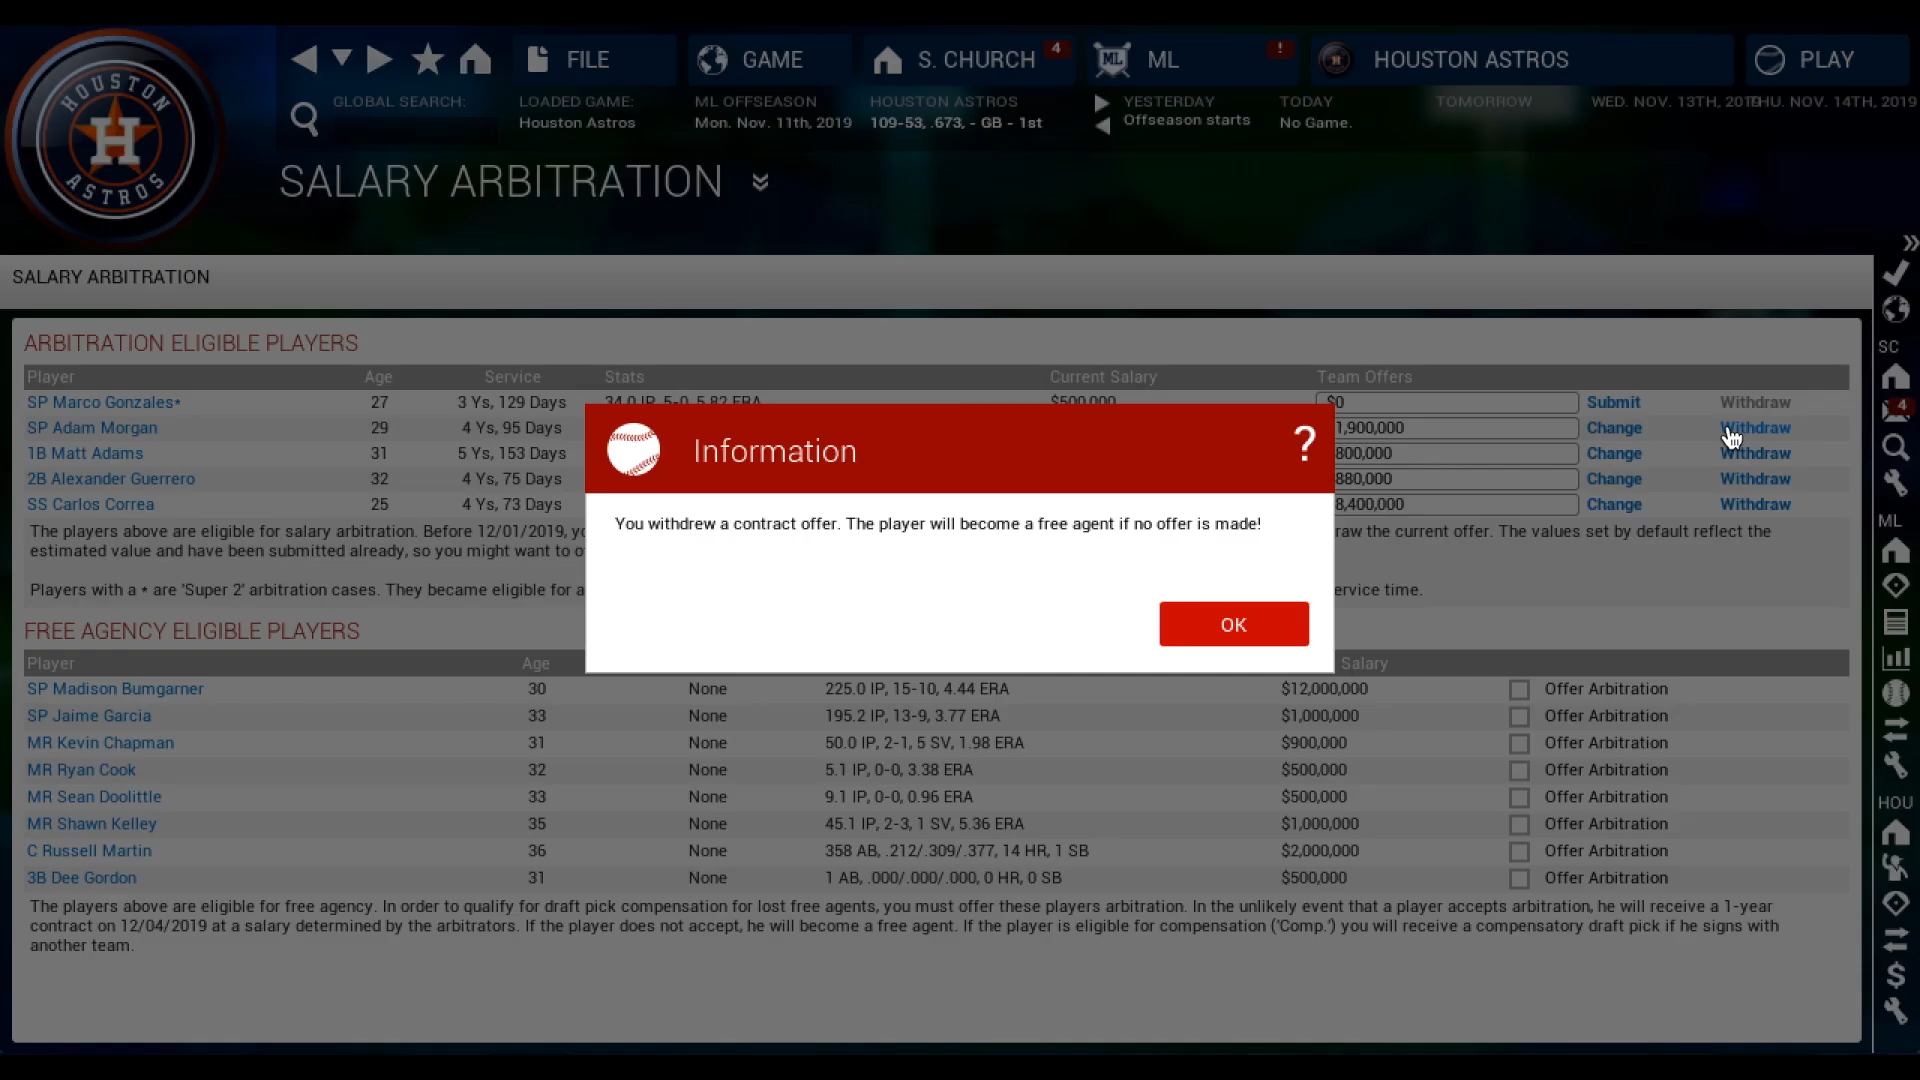 HOUSTON
H
ASTROS
FILE
GAME
S. CHURCH
4
ML
ML
!
HOUSTON ASTROS
PLAY
GLOBAL SEARCH:
LOADED GAME:
Houston Astros
ML OFFSEASON
Mon. Nov. 11th, 2019
HOUSTON ASTROS
109-53, .673, - GB - 1st
YESTERDAY
Offseason starts
TODAY
No Game.
TOMORROW
WED. NOV. 13TH, 2019
THU. NOV. 14TH, 2019
SALARY ARBITRATION
SALARY ARBITRATION
ARBITRATION ELIGIBLE PLAYERS
Player Age Service Stats Current Salary Team Offers
SP Marco Gonzales* 27 3 Ys, 129 Days 34.0 IP, 5-0, 5.82 ERA $500,000 $0 Submit Withdraw
SP Adam Morgan 29 4 Ys, 95 Days 1,900,000 Change Withdraw
1B Matt Adams 31 5 Ys, 153 Days 800,000 Change Withdraw
2B Alexander Guerrero 32 4 Ys, 75 Days 880,000 Change Withdraw
SS Carlos Correa 25 4 Ys, 73 Days 8,400,000 Change Withdraw
The players above are eligible for salary arbitration. Before 12/01/2019, yo raw the current offer. The values set by default reflect the
estimated value and have been submitted already, so you might want to o
Players with a * are 'Super 2' arbitration cases. They became eligible for a ervice time.
Information
?
You withdrew a contract offer. The player will become a free agent if no offer is made!
OK
FREE AGENCY ELIGIBLE PLAYERS
Player Age Salary
SP Madison Bumgarner 30 None 225.0 IP, 15-10, 4.44 ERA $12,000,000 Offer Arbitration
SP Jaime Garcia 33 None 195.2 IP, 13-9, 3.77 ERA $1,000,000 Offer Arbitration
MR Kevin Chapman 31 None 50.0 IP, 2-1, 5 SV, 1.98 ERA $900,000 Offer Arbitration
MR Ryan Cook 32 None 5.1 IP, 0-0, 3.38 ERA $500,000 Offer Arbitration
MR Sean Doolittle 33 None 9.1 IP, 0-0, 0.96 ERA $500,000 Offer Arbitration
MR Shawn Kelley 35 None 45.1 IP, 2-3, 1 SV, 5.36 ERA $1,000,000 Offer Arbitration
C Russell Martin 36 None 358 AB, .212/.309/.377, 14 HR, 1 SB $2,000,000 Offer Arbitration
3B Dee Gordon 31 None 1 AB, .000/.000/.000, 0 HR, 0 SB $500,000 Offer Arbitration
The players above are eligible for free agency. In order to qualify for draft pick compensation for lost free agents, you must offer these players arbitration. In the unlikely event that a player accepts arbitration, he will receive a 1-year
contract on 12/04/2019 at a salary determined by the arbitrators. If the player does not accept, he will become a free agent. If the player is eligible for compensation ('Comp.') you will receive a compensatory draft pick if he signs with
another team.
SC
4
ML
HOU
$